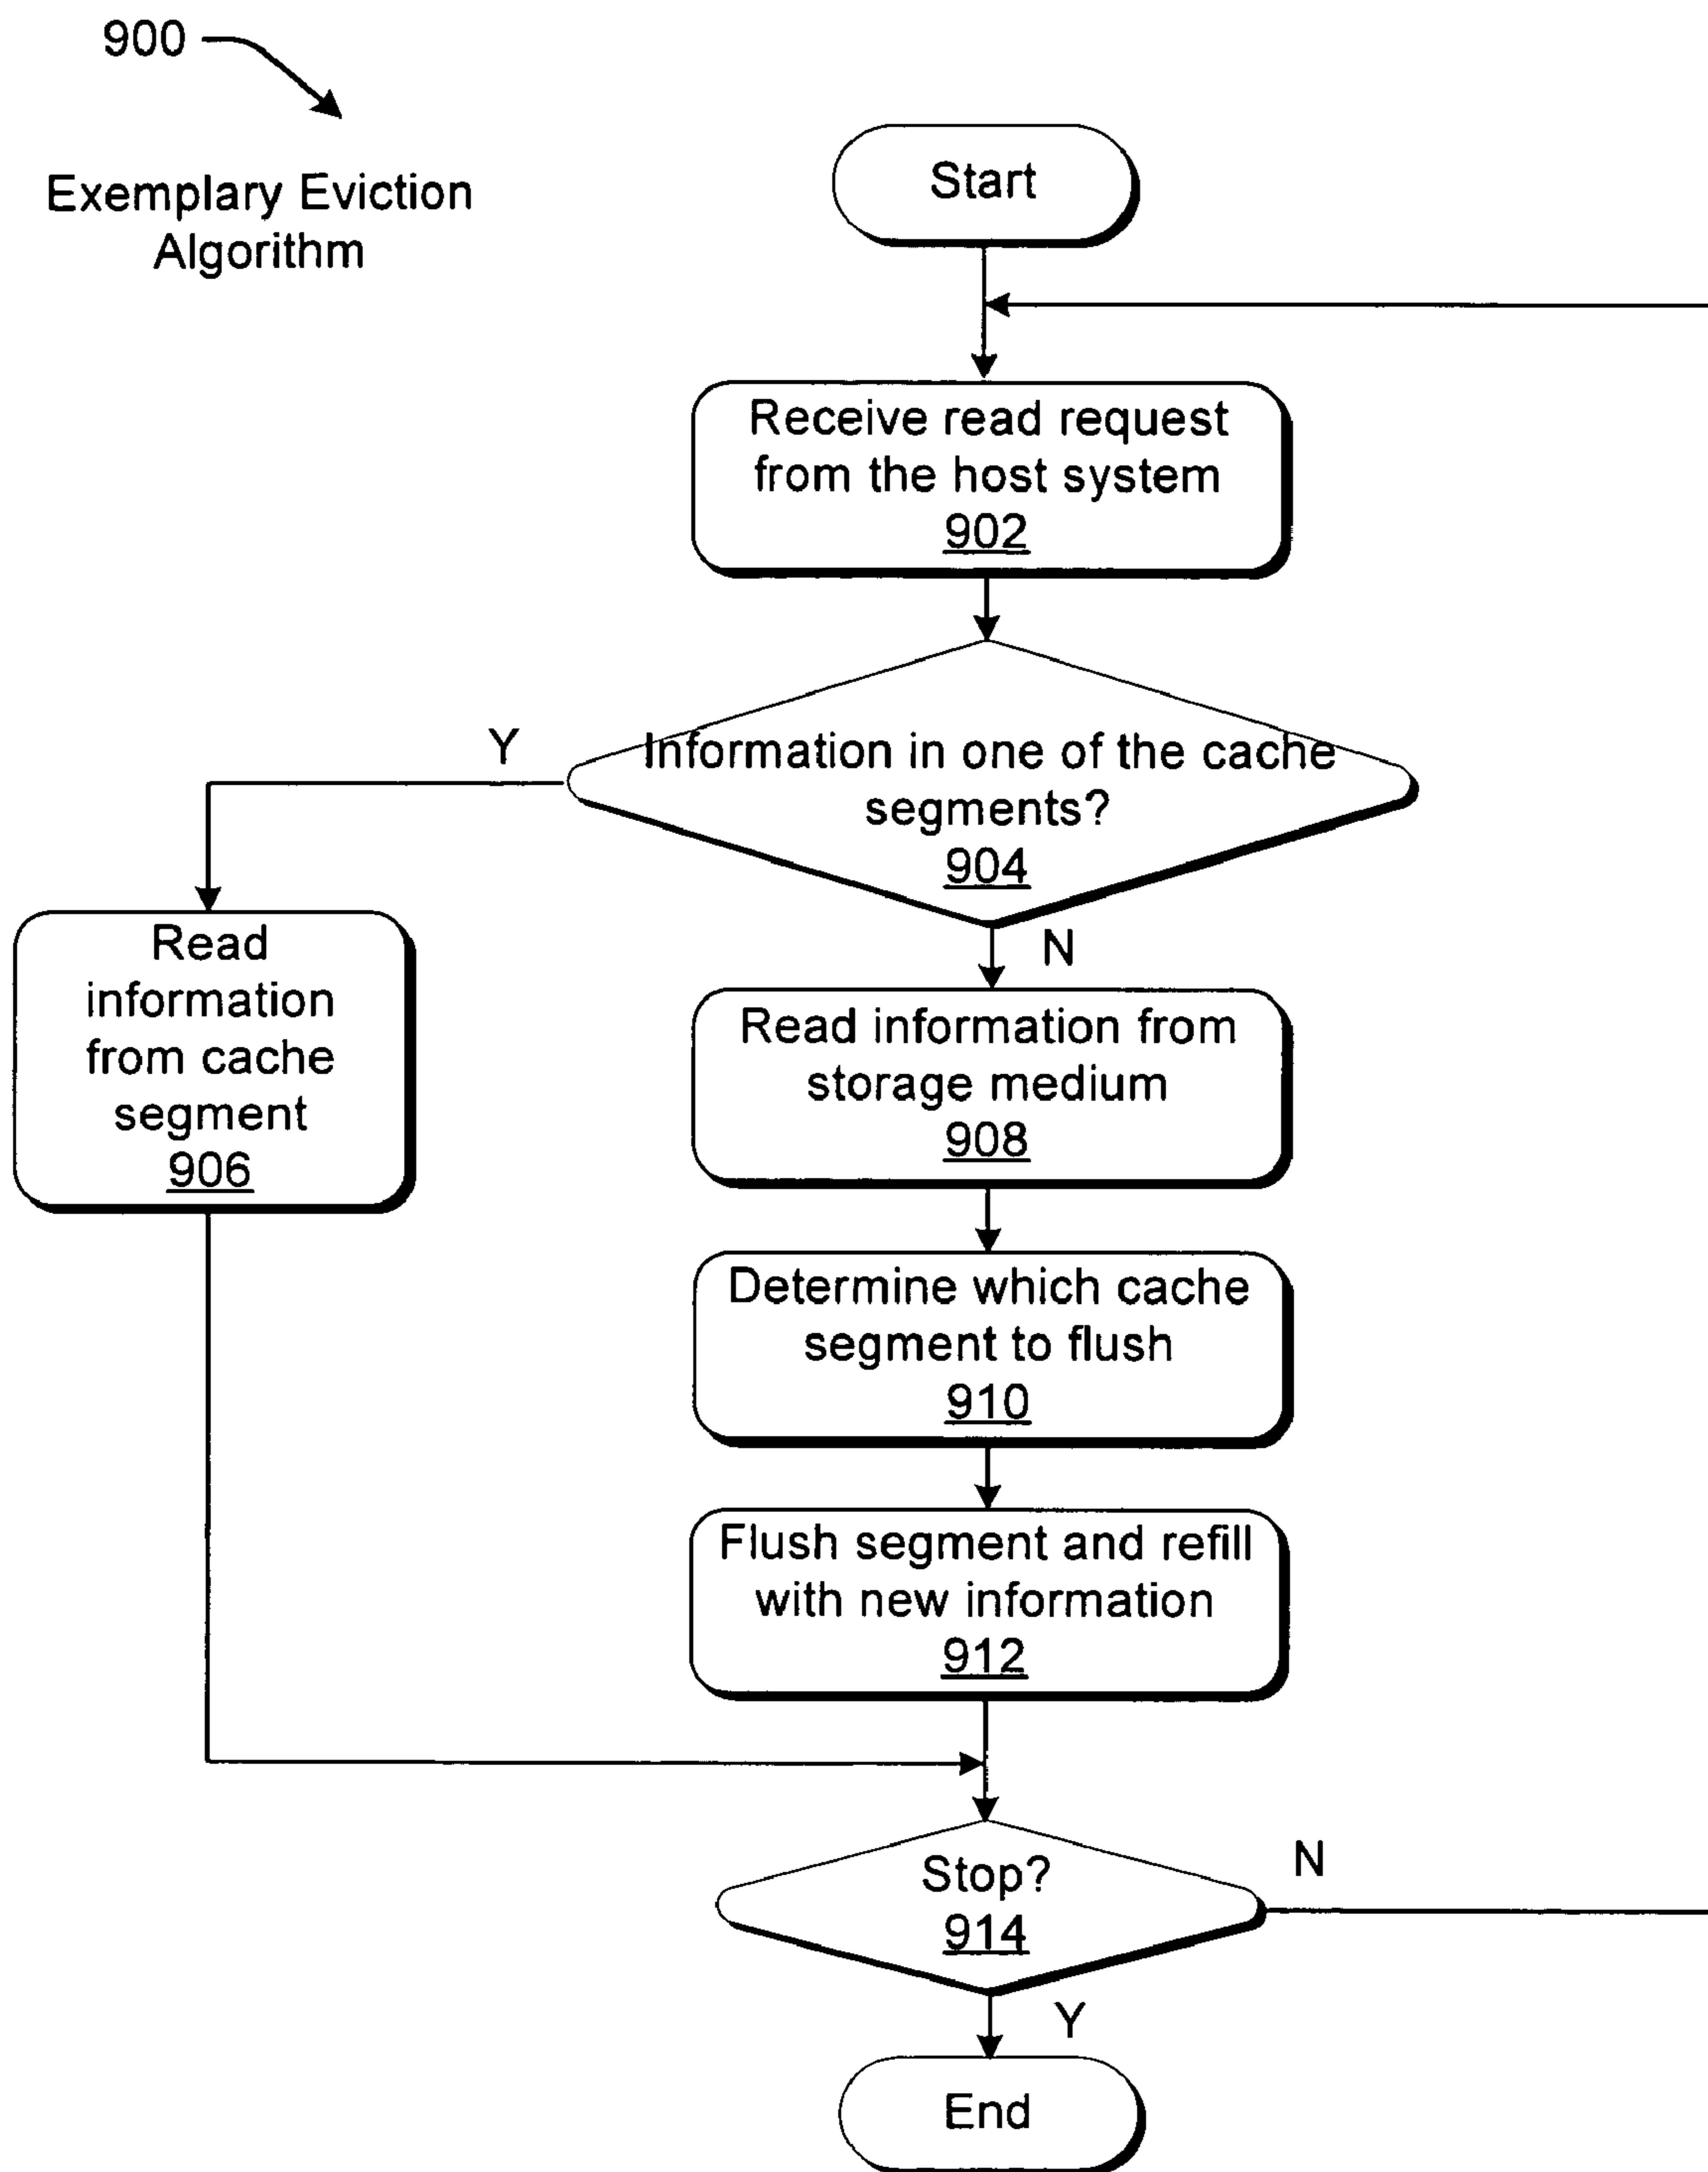 900
Exemplary Eviction
Algorithm
Start
Receive read request
from the host system
902
Information in one of the cache
segments?
904
Y
N
Read
information
from cache
segment
906
Read information from
storage medium
908
Determine which cache
segment to flush
910
Flush segment and refill
with new information
912
Stop?
914
N
Y
End